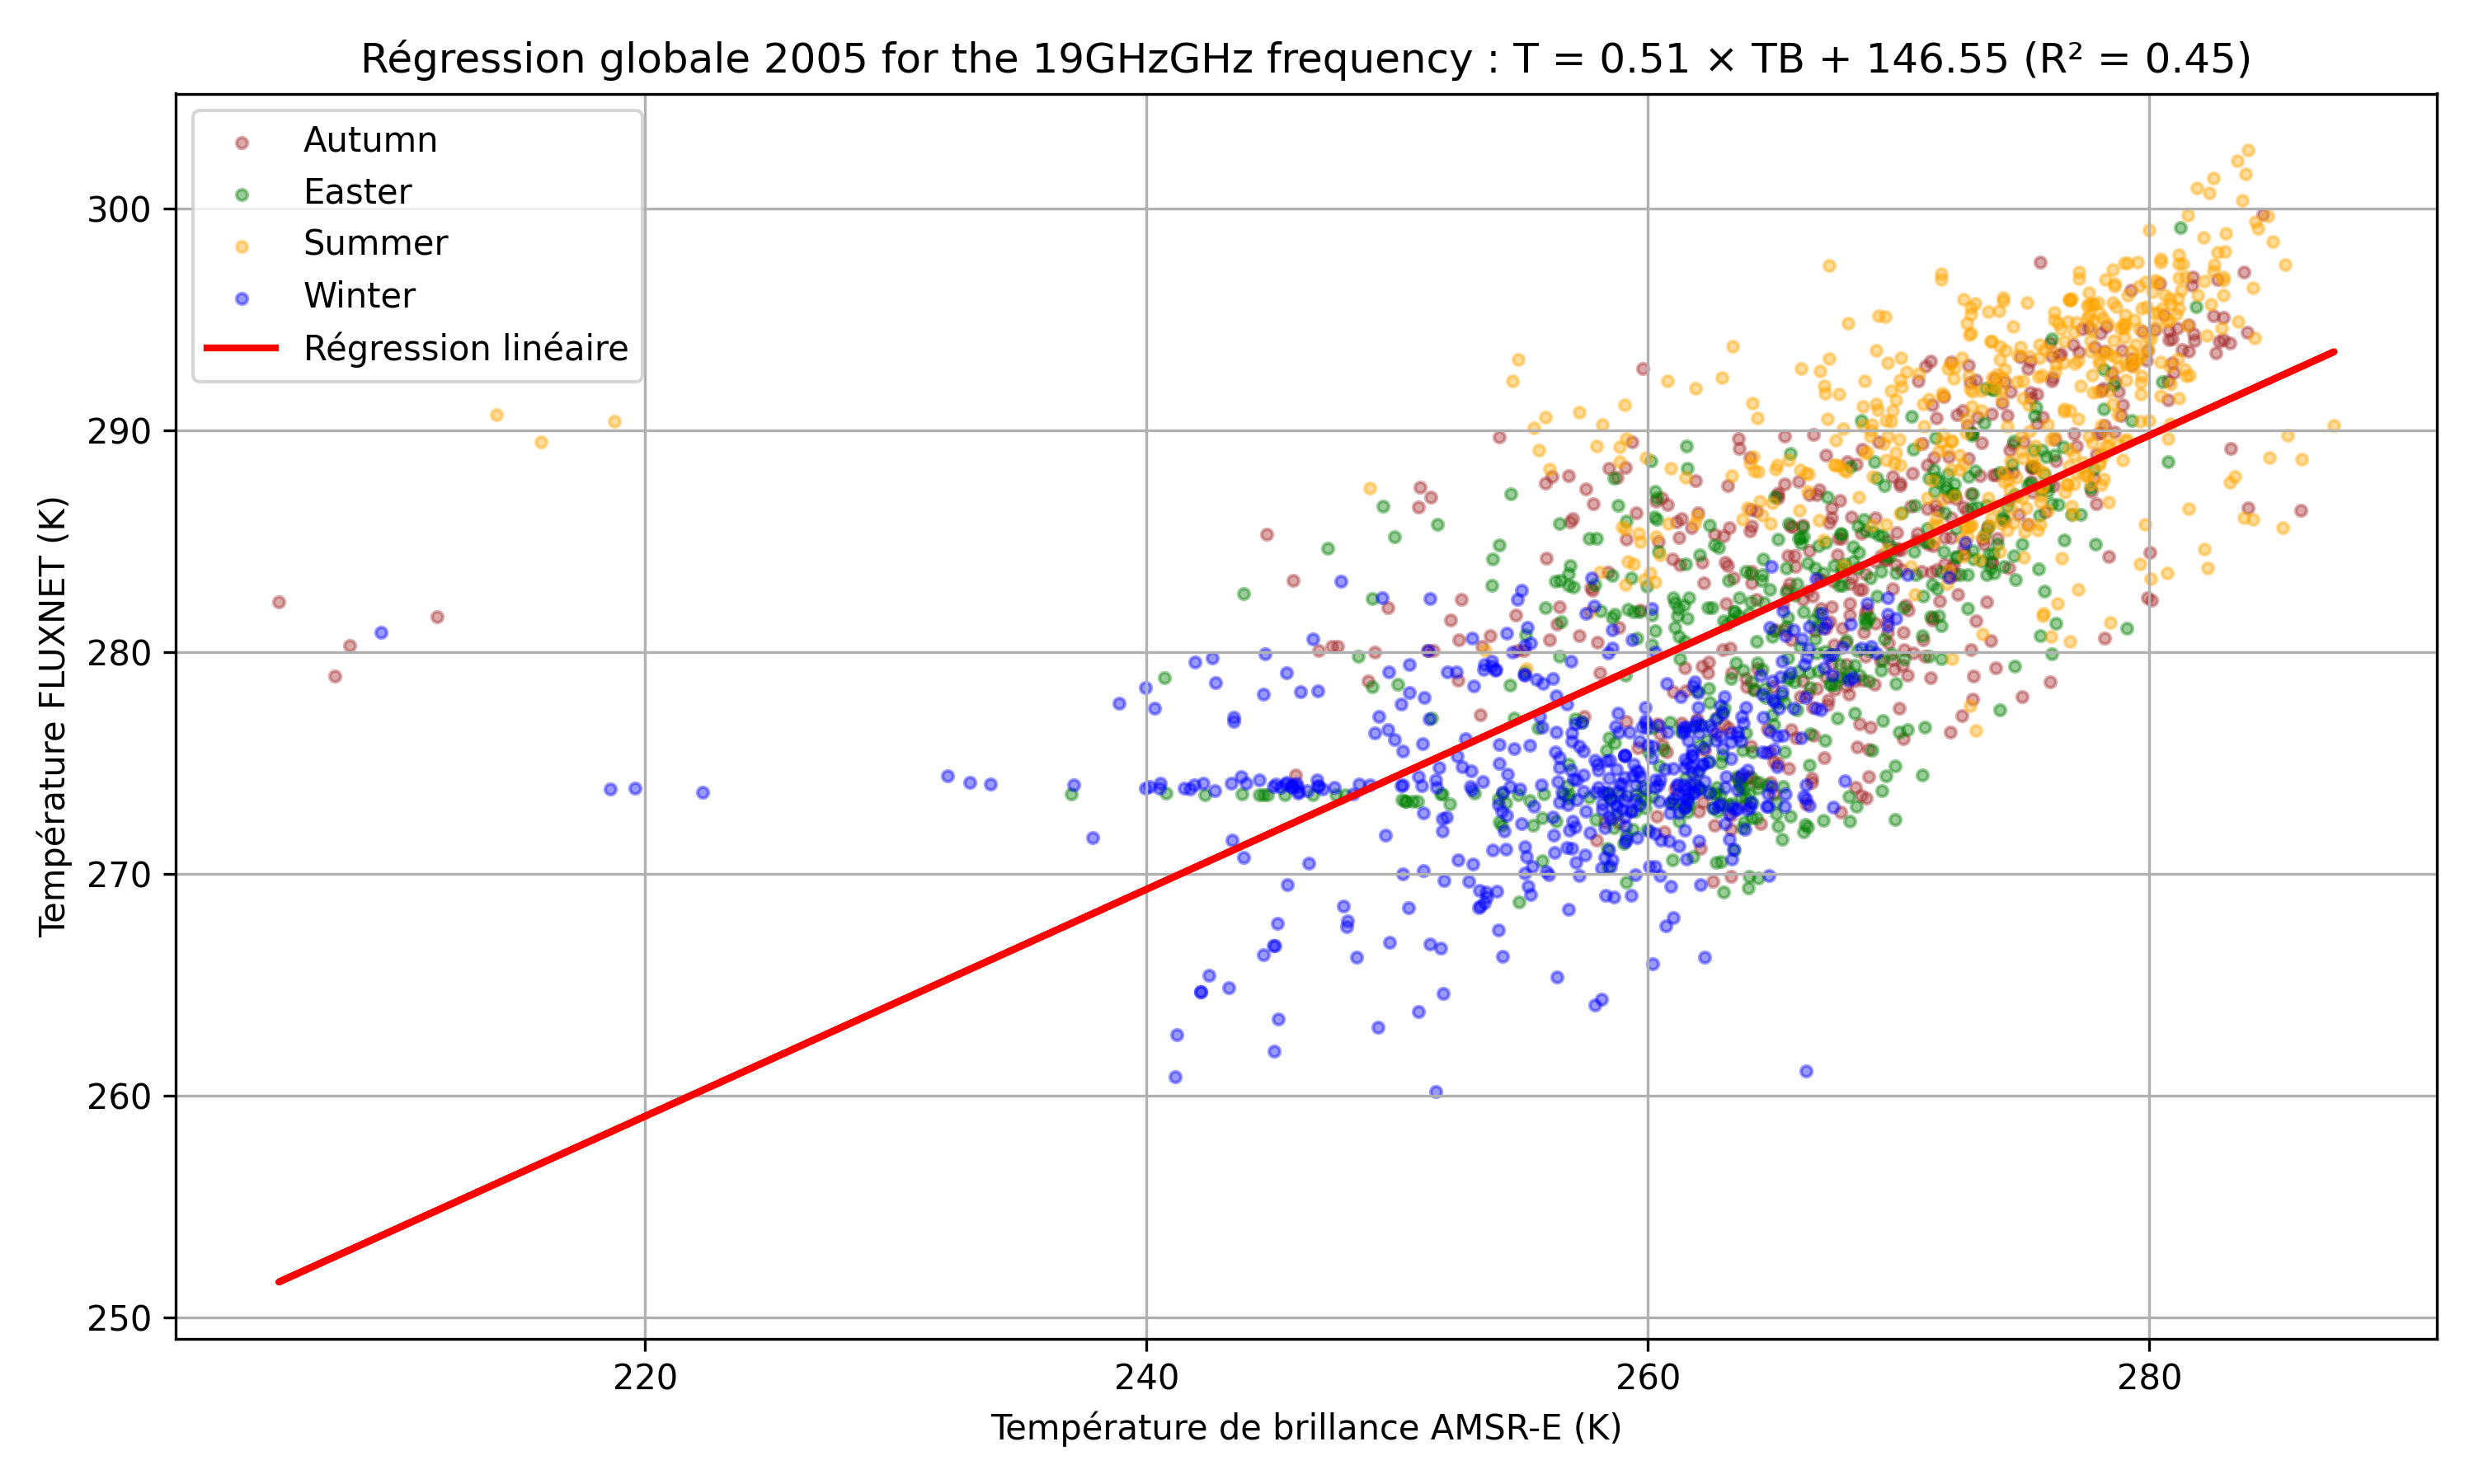 Régression globale 2005 for the 19GHzGHz frequency : T = 0.51 × TB + 146.55 (R² = 0.45)
Autumn
Easter
Summer
Winter
Régression linéaire
300
290
280
270
260
250
Température FLUXNET (K)
220 240 260 280
Température de brillance AMSR-E (K)